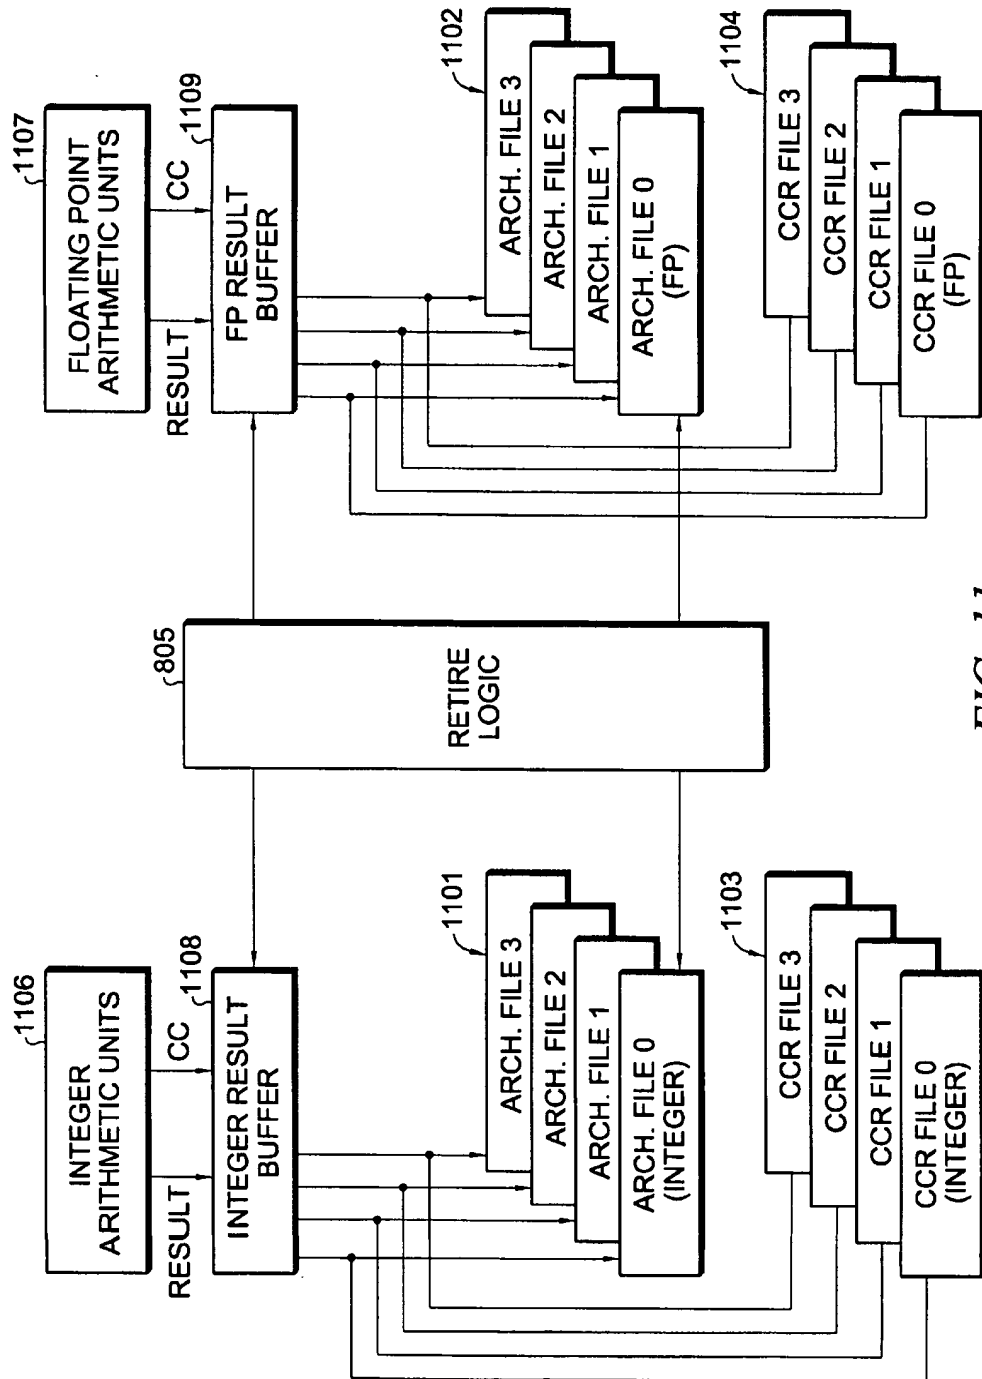 1106
INTEGER
ARITHMETIC UNITS
RESULT
CC
1108
INTEGER RESULT
BUFFER
1101
ARCH. FILE 3
ARCH. FILE 2
ARCH. FILE 1
ARCH. FILE 0
(INTEGER)
1103
CCR FILE 3
CCR FILE 2
CCR FILE 1
CCR FILE 0
(INTEGER)
805
RETIRE
LOGIC
1107
FLOATING POINT
ARITHMETIC UNITS
RESULT
CC
1109
FP RESULT
BUFFER
1102
ARCH. FILE 3
ARCH. FILE 2
ARCH. FILE 1
ARCH. FILE 0
(FP)
1104
CCR FILE 3
CCR FILE 2
CCR FILE 1
CCR FILE 0
(FP)
FIG. 11